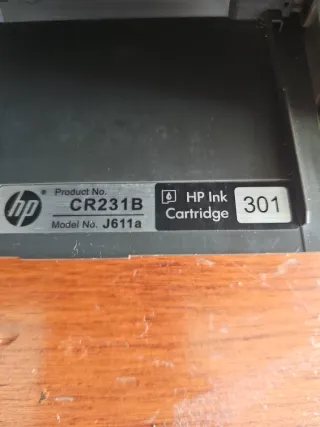 hp
Product No.
CR231B
Model No. J611a
HP Ink
Cartridge
301